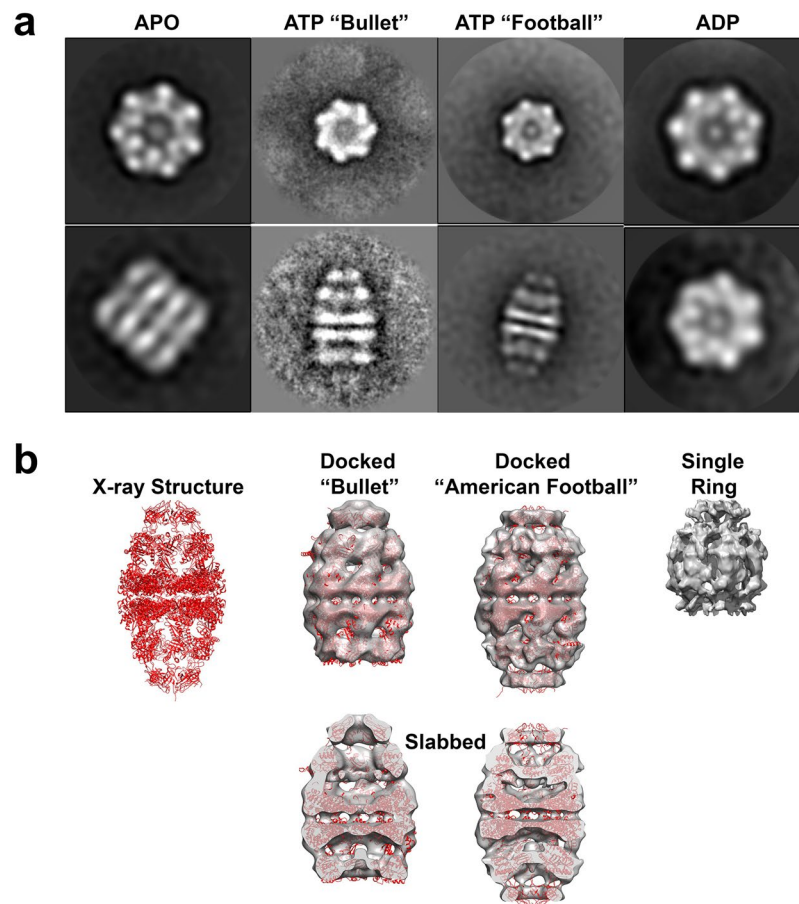 a
APO
ATP “Bullet”
ATP “Football”
ADP
b
X-ray Structure
Docked
“Bullet”
Docked
“American Football”
Single
Ring
Slabbed